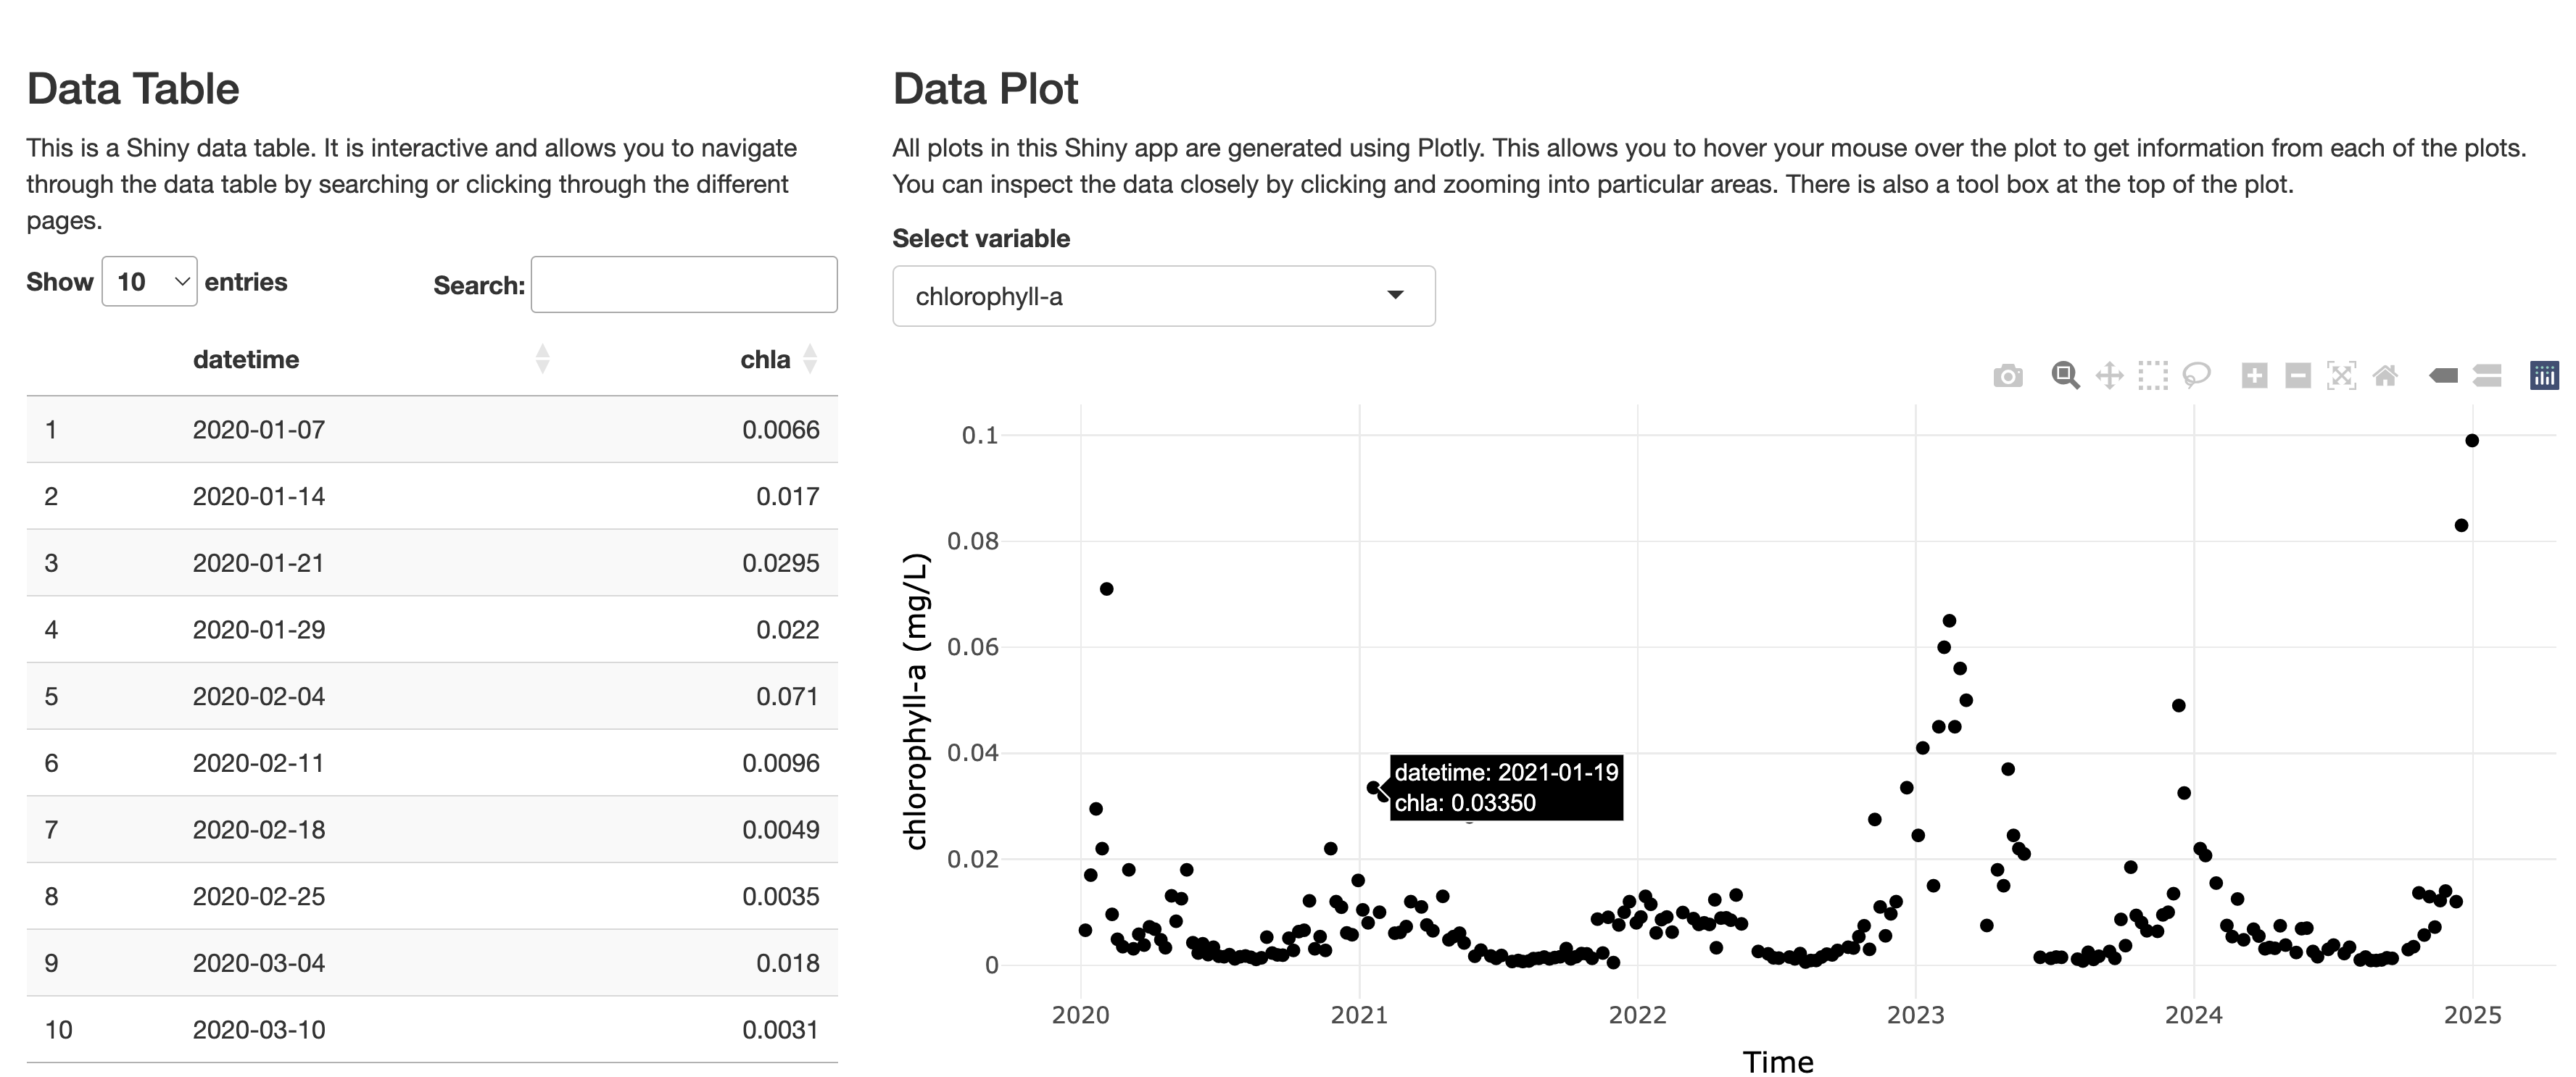 Data Table
This is a Shiny data table. It is interactive and allows you to navigate
through the data table by searching or clicking through the different
pages.
Show 10 entries Search:
datetime chla
1 2020-01-07 0.0066
2 2020-01-14 0.017
3 2020-01-21 0.0295
4 2020-01-29 0.022
5 2020-02-04 0.071
6 2020-02-11 0.0096
7 2020-02-18 0.0049
8 2020-02-25 0.0035
9 2020-03-04 0.018
10 2020-03-10 0.0031
Data Plot
All plots in this Shiny app are generated using Plotly. This allows you to hover your mouse over the plot to get information from each of the plots.
You can inspect the data closely by clicking and zooming into particular areas. There is also a tool box at the top of the plot.
Select variable
chlorophyll-a
chlorophyll-a (mg/L)
0.1
0.08
0.06
0.04
0.02
0
datetime: 2021-01-19
chla: 0.03350
2020 2021 2022 2023 2024 2025
Time